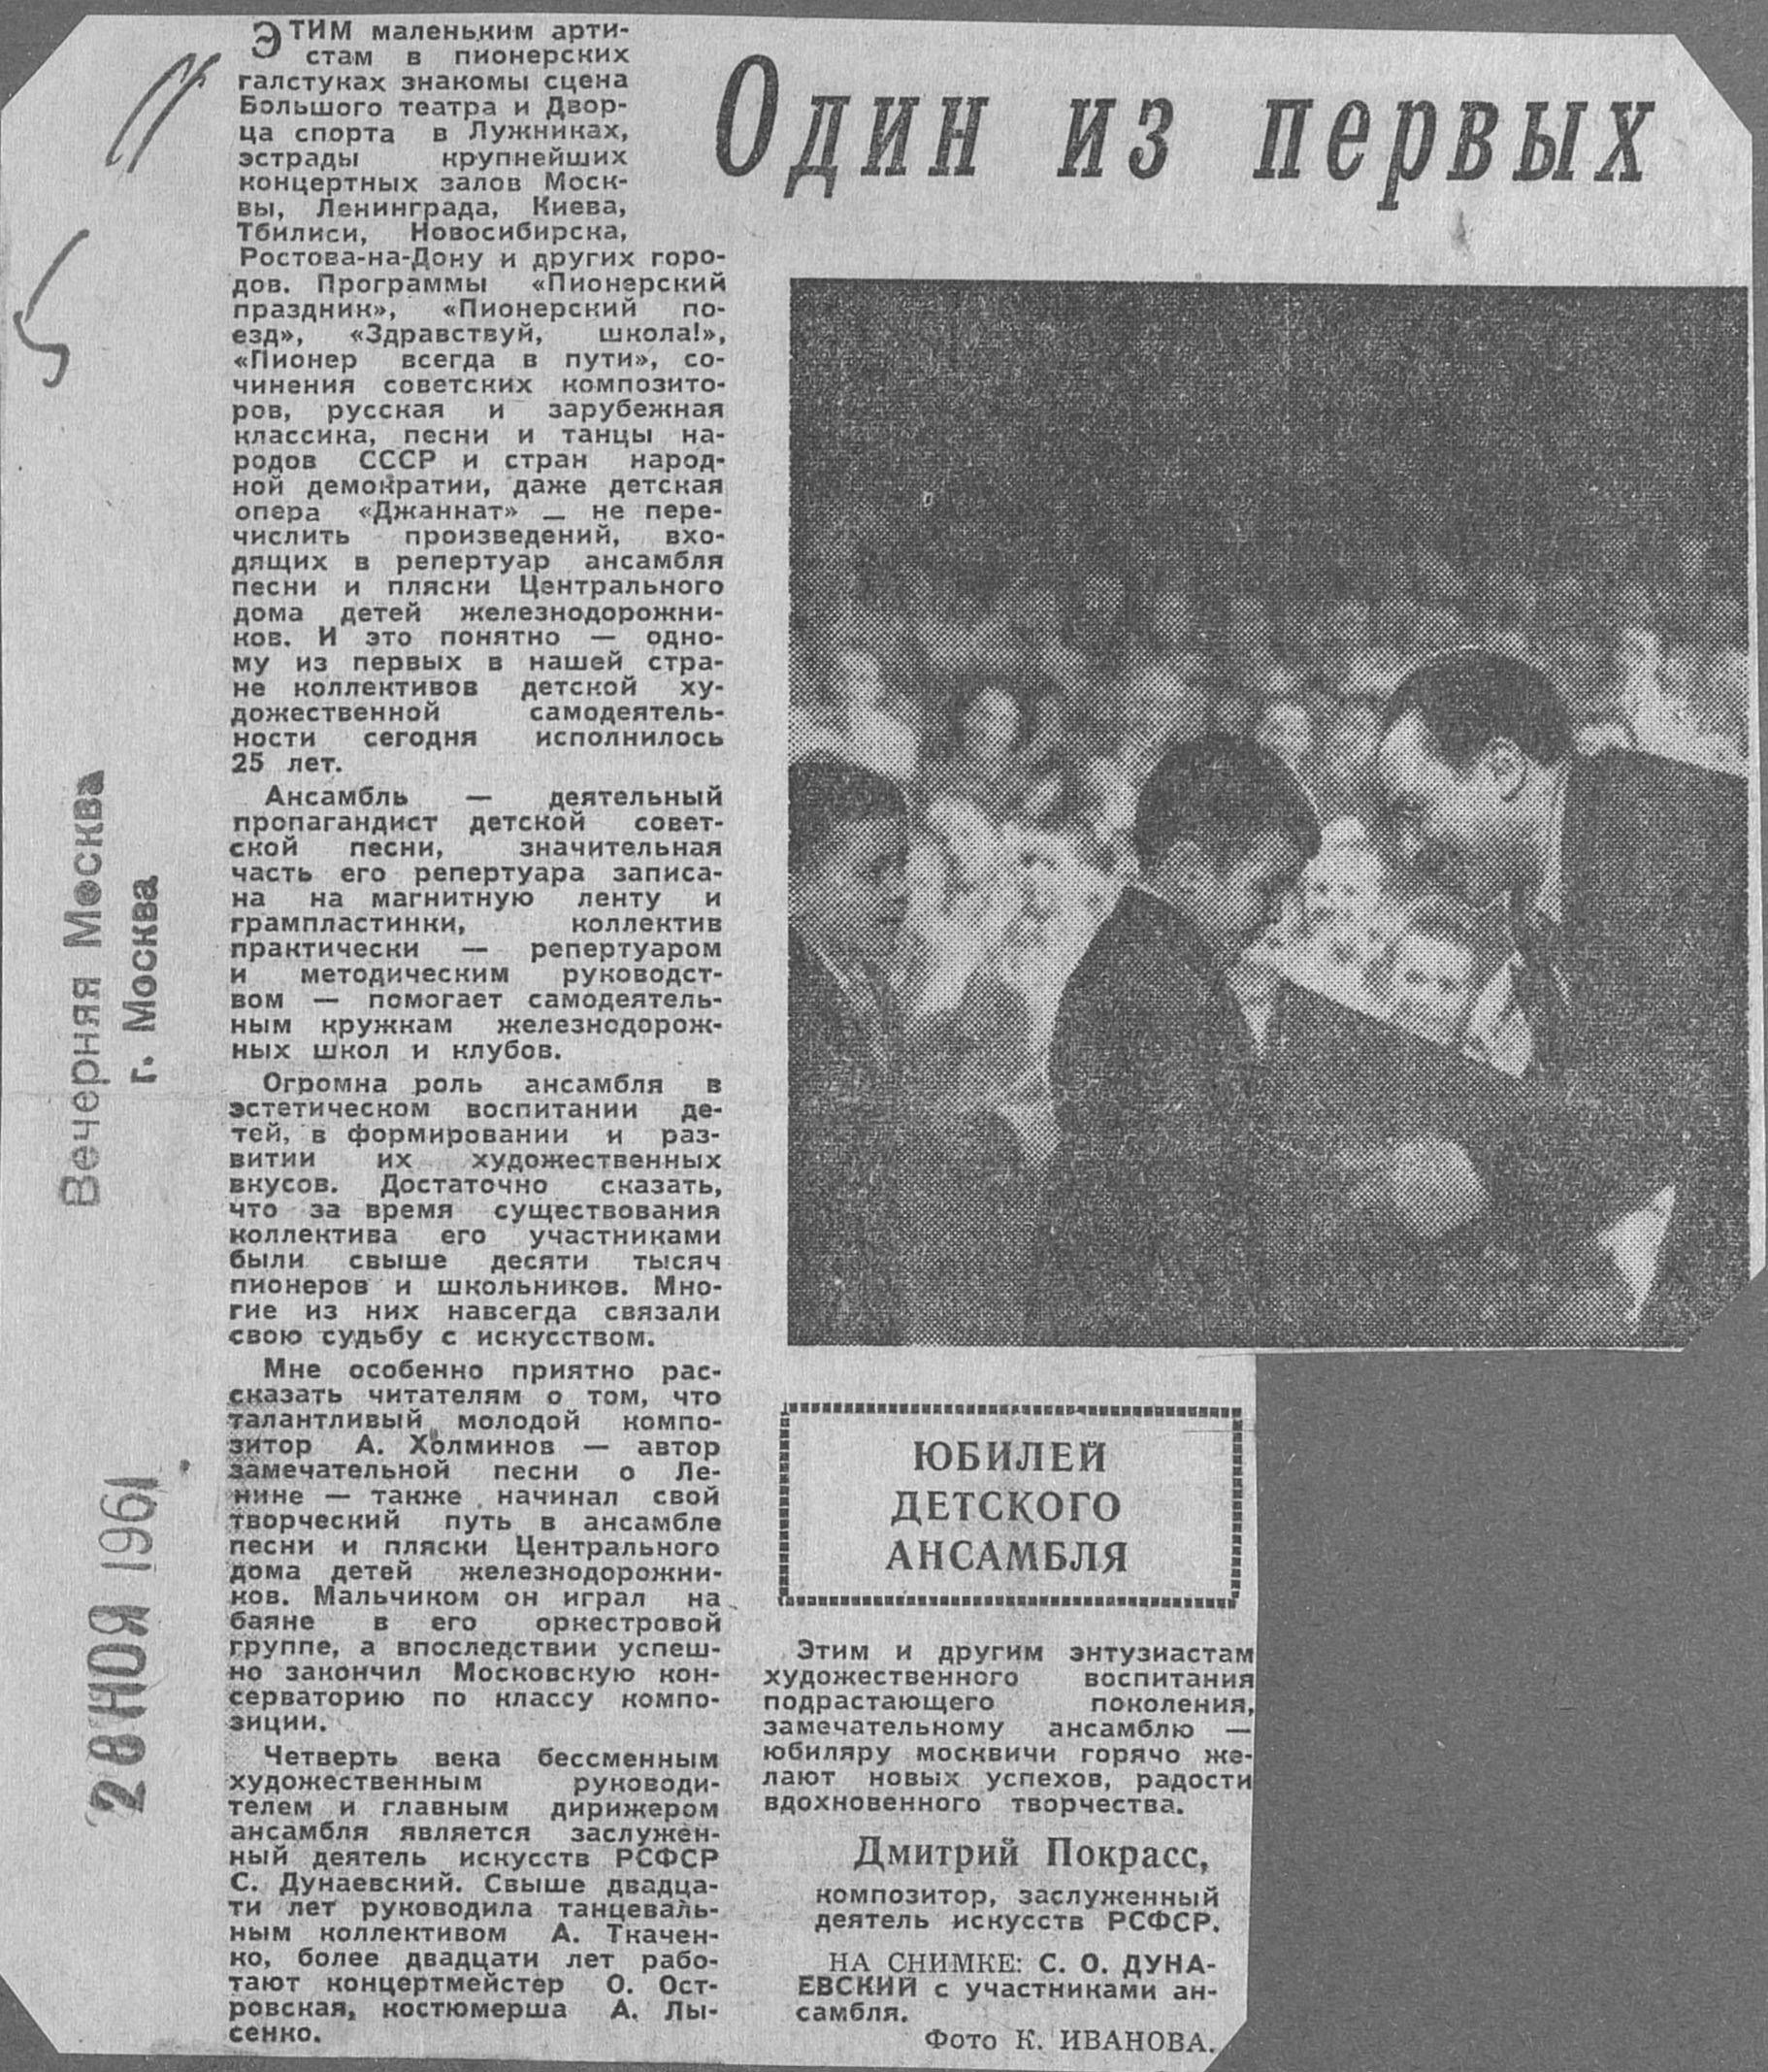 Один из первых
ЭТИМ маленьким арти-
стам в пионерских
галстуках знакомы сцена
Большого театра и Двор-
ца спорта в Лужниках,
эстрады крупнейших
концертных залов Моск-
вы, Ленинграда, Киева,
Тбилиси, Новосибирска,
Ростова-на-Дону и других горо-
дов. Программы «Пионерский
праздник», «Пионерский по-
езд», «Здравствуй, школа!»,
«Пионер всегда в пути», со-
чинения советских композито-
ров, русская и зарубежная
классика, песни и танцы на-
родов СССР и стран народ-
ной демократии, даже детская
опера «Джаннат» — не пере-
числить произведений, вхо-
дящих в репертуар ансамбля
песни и пляски Центрального
дома детей железнодорожни-
ков. И это понятно — одно-
му из первых в нашей стра-
не коллективов детской ху-
дожественной самодеятель-
ности сегодня исполнилось
25 лет.
Ансамбль — деятельный
пропагандист детской совет-
ской песни, значительная
часть его репертуара записа-
на на магнитную ленту и
грампластинки, коллектив
практически — репертуаром
и методическим руководст-
вом — помогает самодеятель-
ным кружкам железнодорож-
ных школ и клубов.
Огромна роль ансамбля в
эстетическом воспитании де-
тей, в формировании и раз-
витии их художественных
вкусов. Достаточно сказать,
что за время существования
коллектива его участниками
были свыше десяти тысяч
пионеров и школьников. Мно-
гие из них навсегда связали
свою судьбу с искусством.
Мне особенно приятно рас-
сказать читателям о том, что
талантливый молодой компо-
зитор А. Холминов — автор
замечательной песни о Ле-
нине — также начинал свой
творческий путь в ансамбле
песни и пляски Центрального
дома детей железнодорожни-
ков. Мальчиком он играл на
баяне в его оркестровой
группе, а впоследствии успеш-
но закончил Московскую кон-
серваторию по классу компо-
зиции.
Четверть века бессменным
художественным руководи-
телем и главным дирижером
ансамбля является заслужен-
ный деятель искусств РСФСР
С. Дунаевский. Свыше двадца-
ти лет руководила танцеваль-
ным коллективом А. Ткачен-
ко, более двадцати лет рабо-
тают концертмейстер О. Ост-
ровская, костюмерша А. Лы-
сенко.
ЮБИЛЕЙ
ДЕТСКОГО
АНСАМБЛЯ
Этим и другим энтузиастам
художественного воспитания
подрастающего поколения,
замечательному ансамблю —
юбиляру москвичи горячо же-
лают новых успехов, радости
вдохновенного творчества.
Дмитрий Покрасс,
композитор, заслуженный
деятель искусств РСФСР.
НА СНИМКЕ: С. О. ДУНА-
ЕВСКИЙ с участниками ан-
самбля.
Фото К. ИВАНОВА.
Вечерняя Москва
г. Москва
28 НОЯ 1961